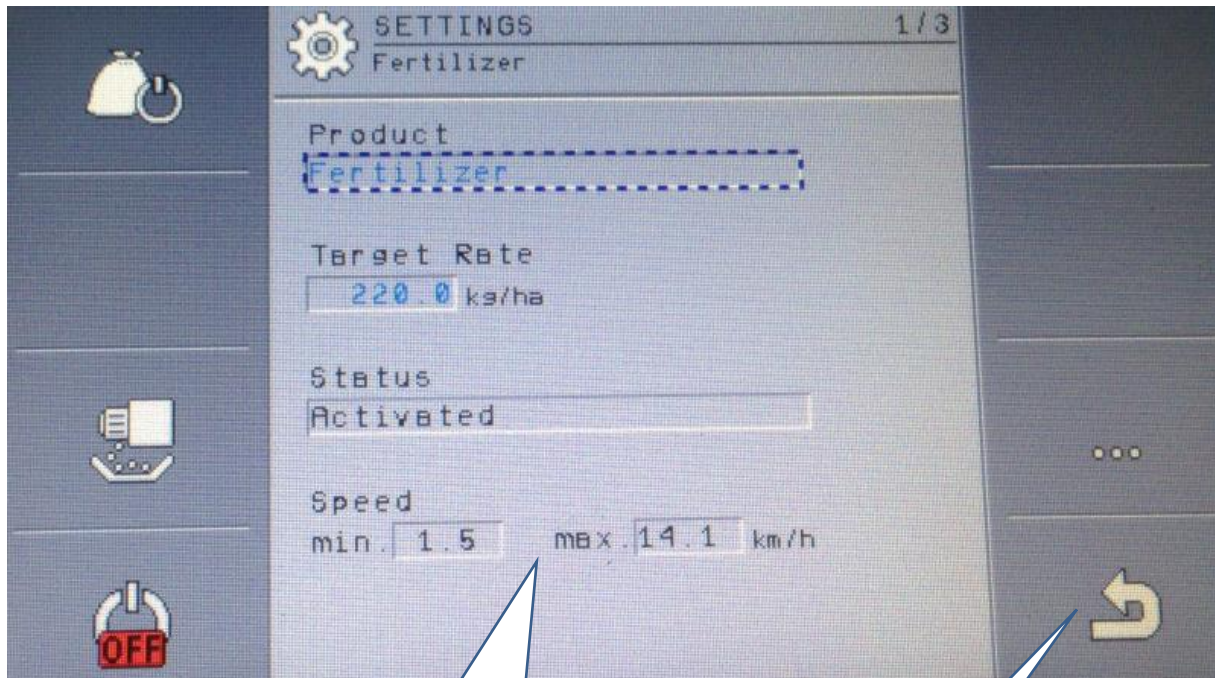 SETTINGS 1/3
Fertilizer
Product
Fertilizer
Target Rate
220.0 kg/ha
Status
Activated
Speed
min. 1.5 max. 14.1 km/h
OFF